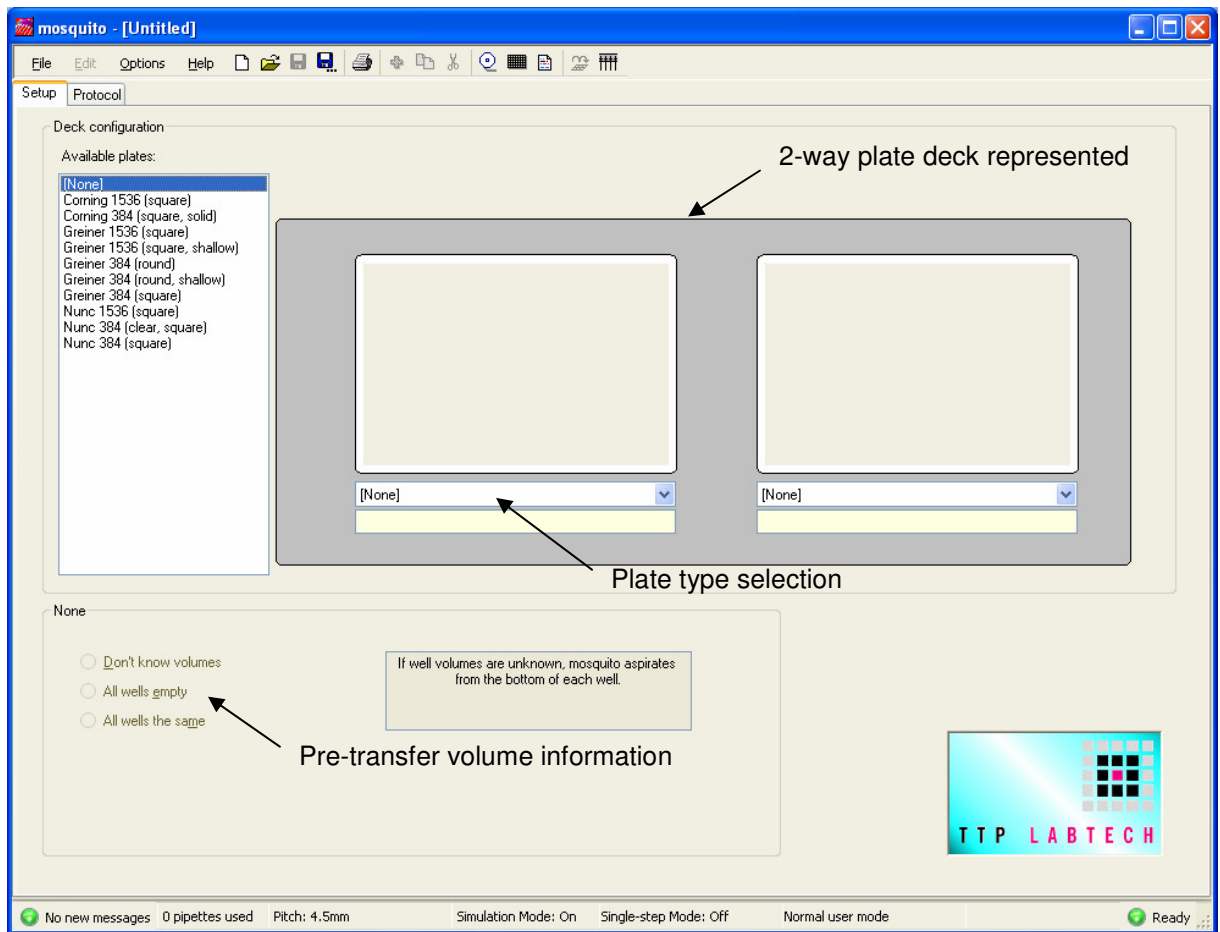 mosquito - [Untitled]
File Edit Options Help
Setup Protocol
Deck configuration
Available plates:
[None]
Corning 1536 (square)
Corning 384 (square, solid)
Greiner 1536 (square)
Greiner 1536 (square, shallow)
Greiner 384 (round)
Greiner 384 (round, shallow)
Greiner 384 (square)
Nunc 1536 (square)
Nunc 384 (clear, square)
Nunc 384 (square)
2-way plate deck represented
[None] [None]
Plate type selection
None
Don't know volumes
All wells empty
All wells the same
If well volumes are unknown, mosquito aspirates
from the bottom of each well.
Pre-transfer volume information
TTP LABTECH
No new messages 0 pipettes used Pitch: 4.5mm Simulation Mode: On Single-step Mode: Off Normal user mode Ready